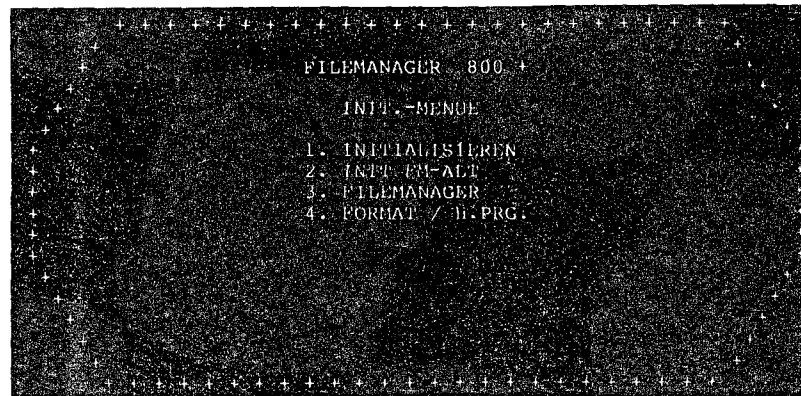 FILEMANAGER 800 +
INIT.-MENUE
1. INITIALISIEREN
2. INIT FM-ALT
3. FILEMANAGER
4. FORMAT / D.PRG.